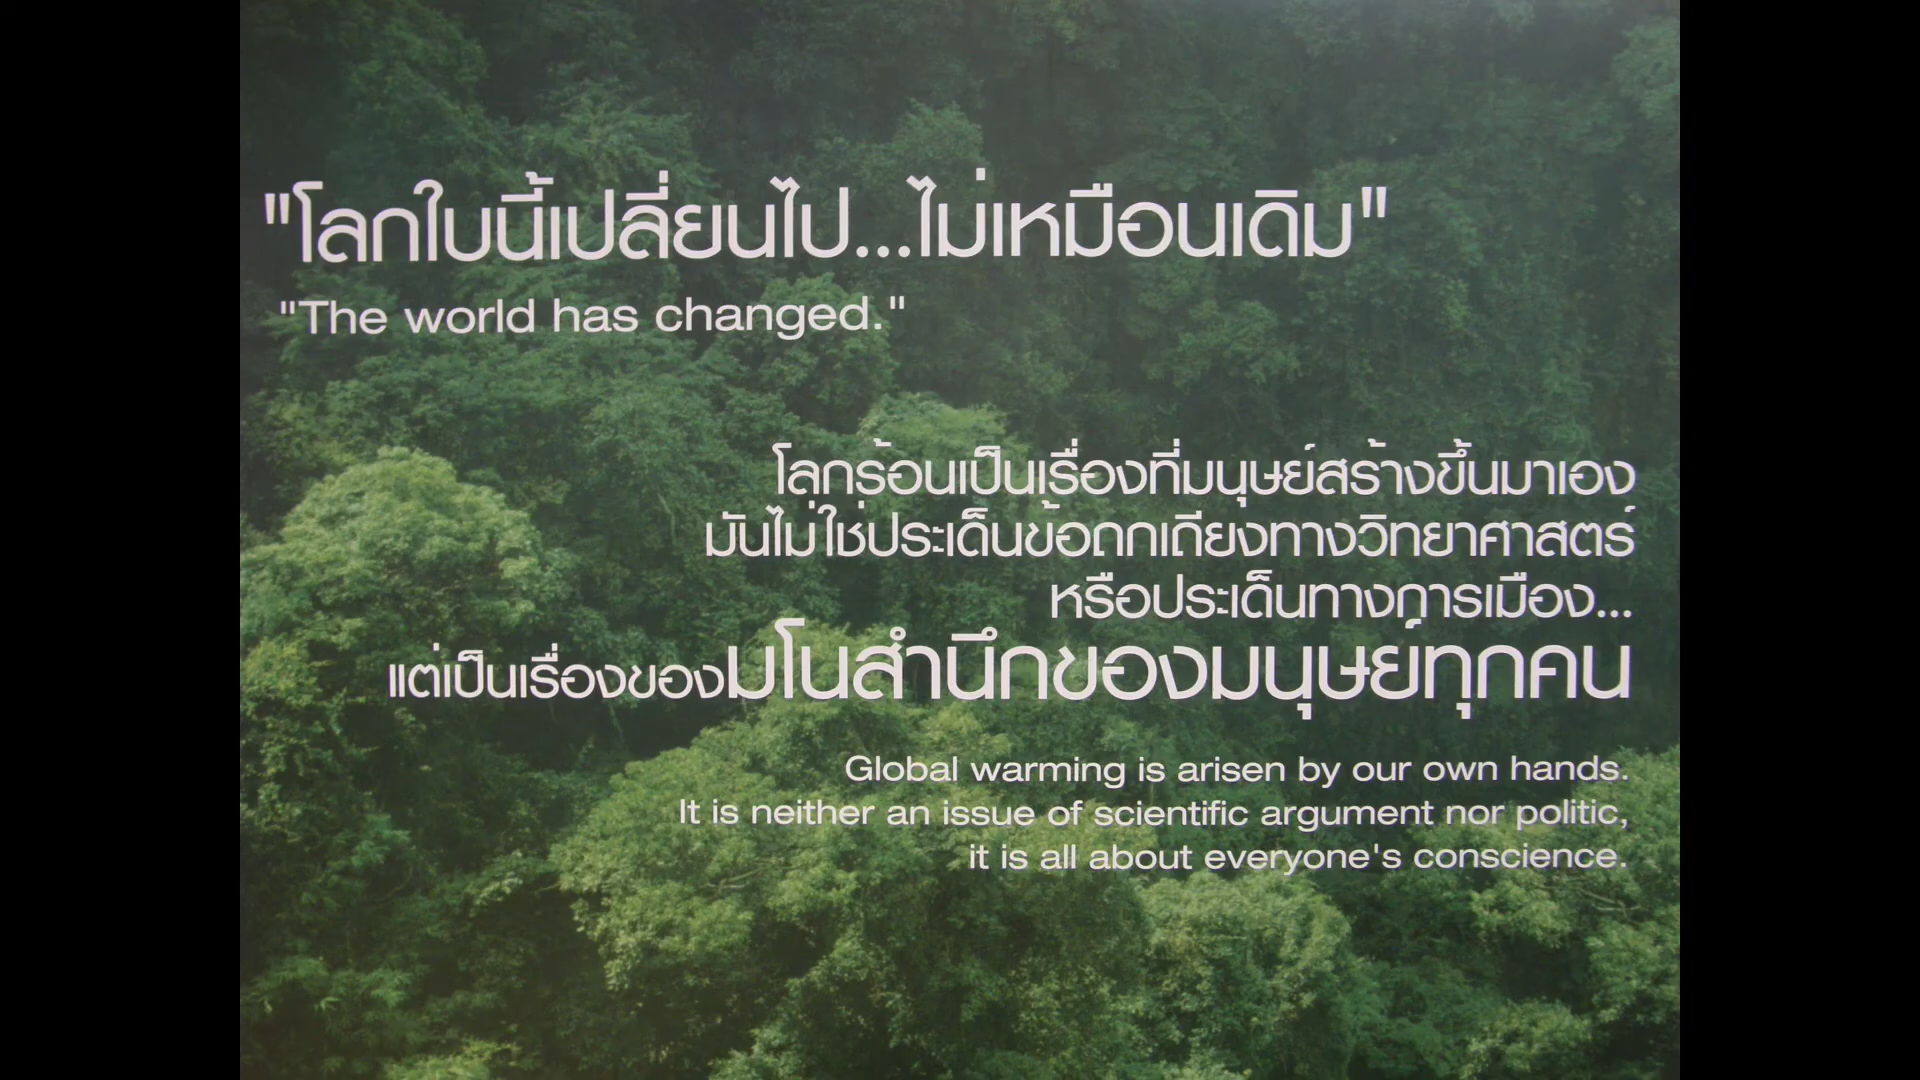 "โลกใบนี้เปลี่ยนไป...ไม่เหมือนเดิม"
"The world has changed."
โลกร้อนเป็นเรื่องที่มนุษย์สร้างขึ้นมาเอง
มันไม่ใช่ประเด็นข้อถกเถียงทางวิทยาศาสตร์
หรือประเด็นทางการเมือง...
แต่เป็นเรื่องของมโนสำนึกของมนุษย์ทุกคน
Global warming is arisen by our own hands.
It is neither an issue of scientific argument nor politic,
it is all about everyone's conscience.